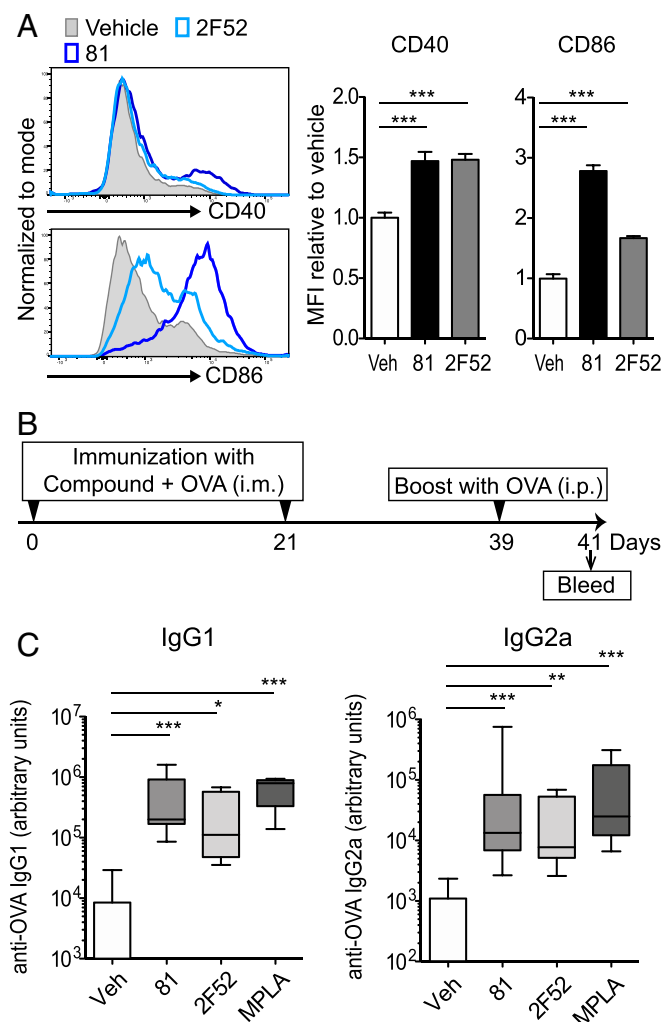 A
Vehicle 2F52
81
Normalized to mode
CD40
CD86
CD40
MFI relative to vehicle
2.0
1.5
1.0
0.5
0.0
***
***
Veh 81 2F52
CD86
4
3
2
1
0
***
***
Veh 81 2F52
B
Immunization with
Compound + OVA (i.m.)
Boost with OVA (i.p.)
0 21 39 41 Days
Bleed
C
IgG1
anti-OVA IgG1 (arbitrary units)
10⁷
10⁶
10⁵
10⁴
10³
***
*
***
Veh 81 2F52 MPLA
IgG2a
anti-OVA IgG2a (arbitrary units)
10⁶
10⁵
10⁴
10³
10²
***
**
***
Veh 81 2F52 MPLA